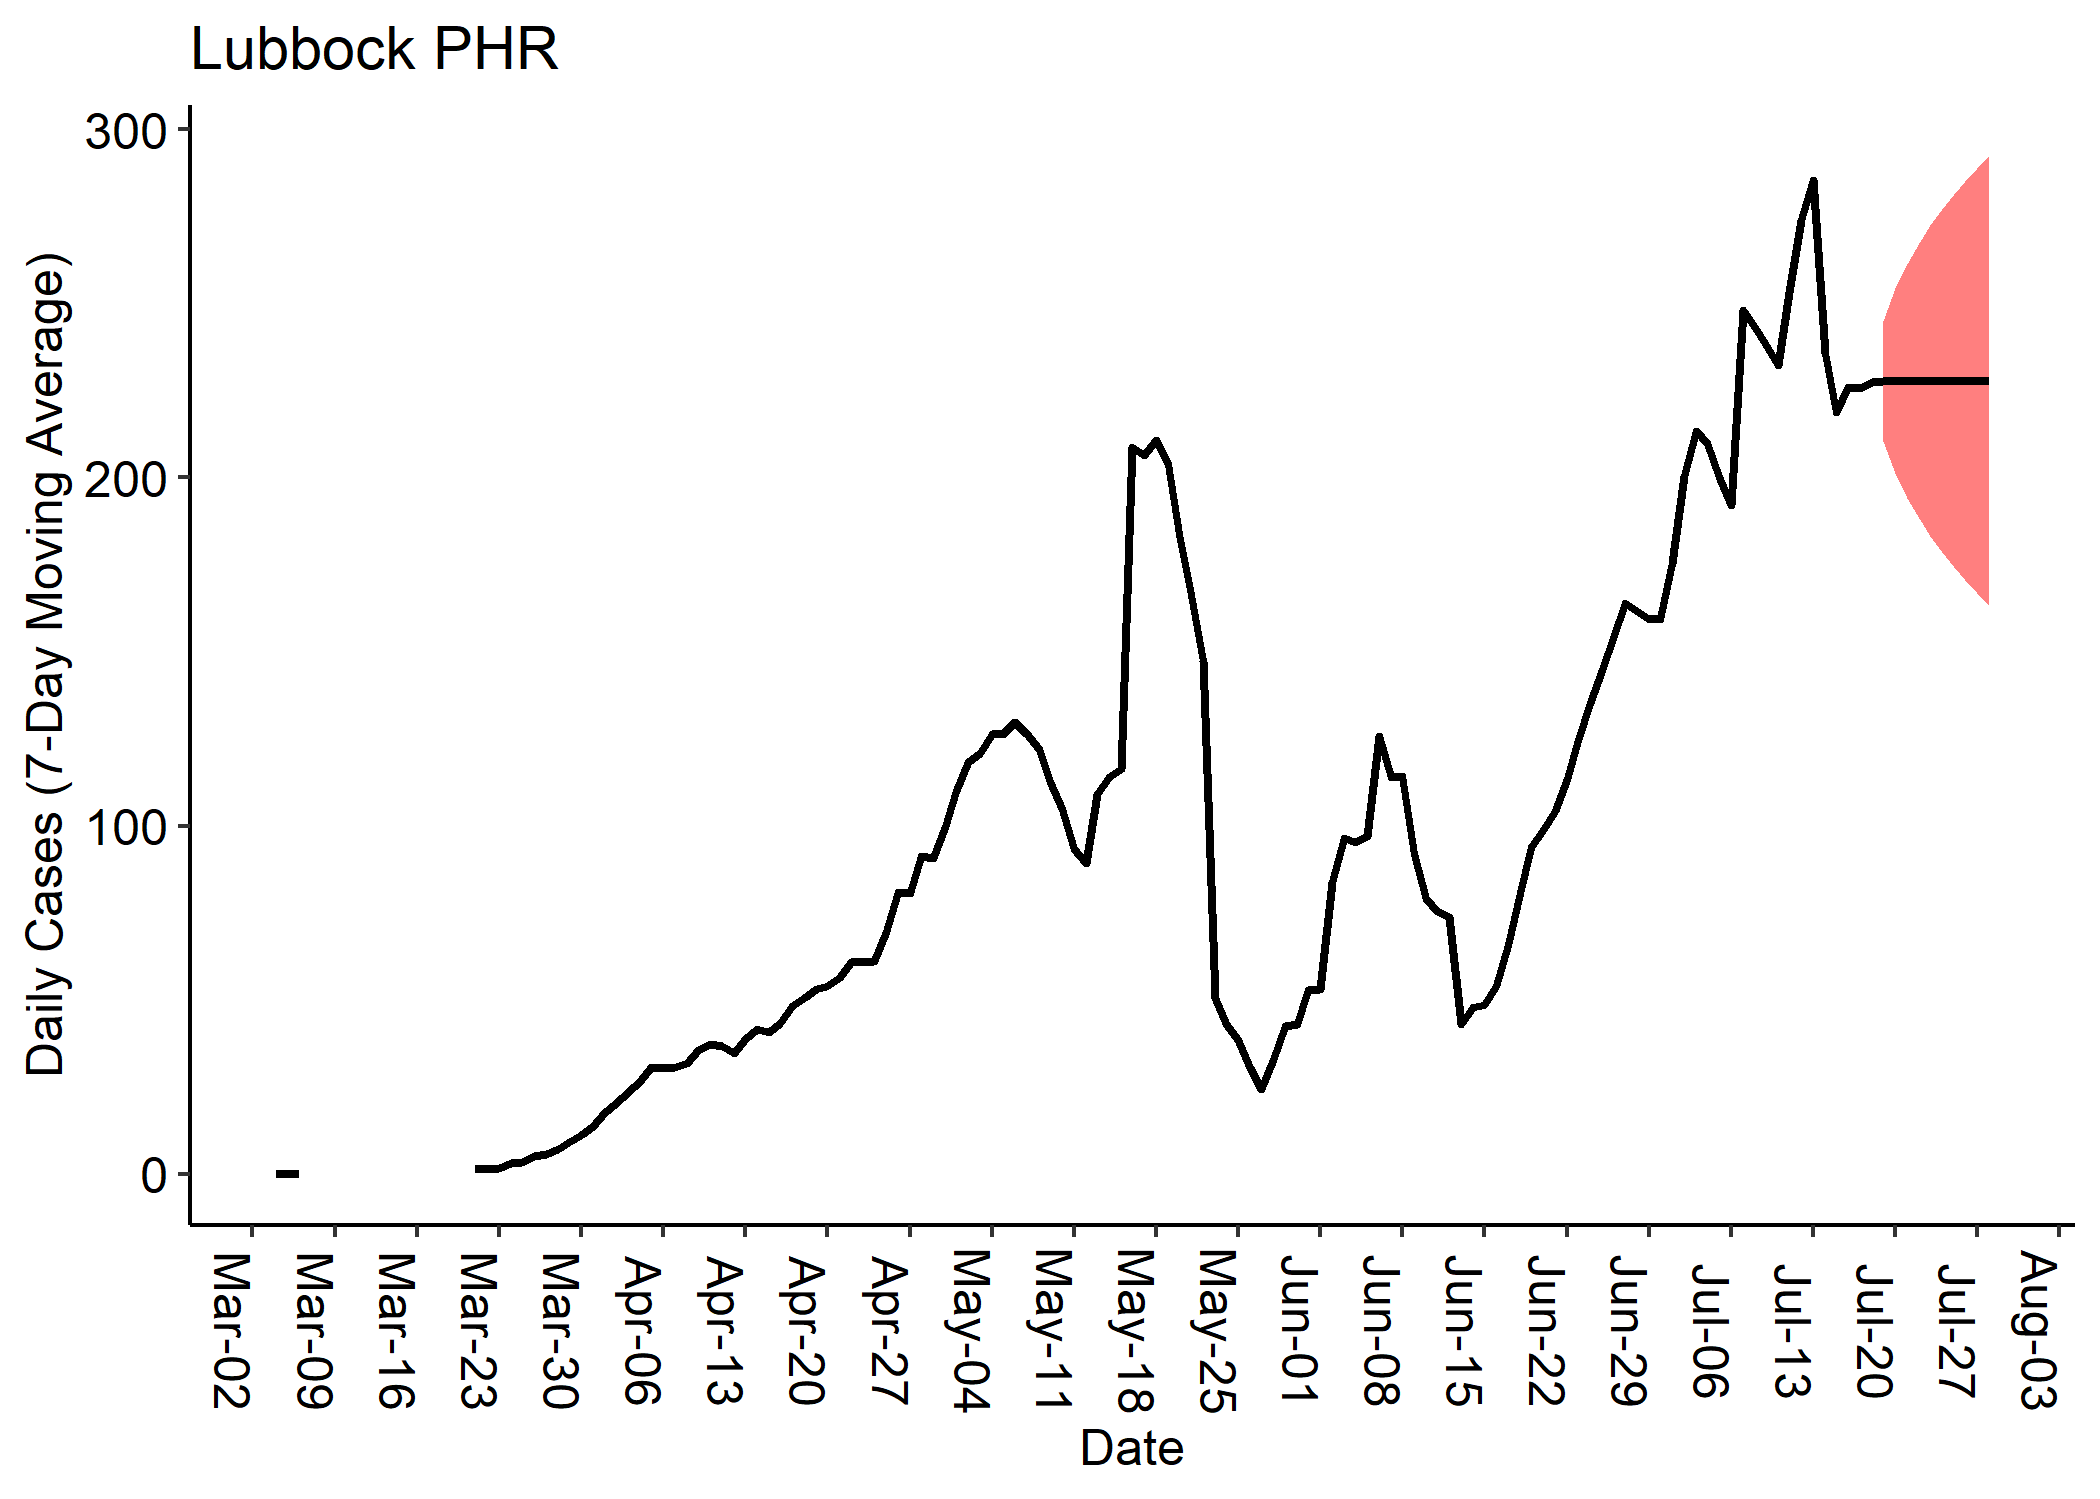 Lubbock PHR
Daily Cases (7-Day Moving Average)
300
200
100
0
Mar-02
Mar-09
Mar-16
Mar-23
Mar-30
Apr-06
Apr-13
Apr-20
Apr-27
May-04
May-11
May-18
May-25
Jun-01
Jun-08
Jun-15
Jun-22
Jun-29
Jul-06
Jul-13
Jul-20
Jul-27
Aug-03
Date